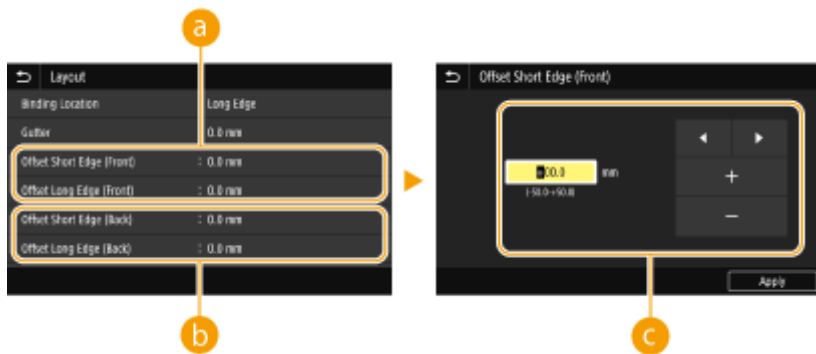 a
Layout
Binding Location Long Edge
Gutter 0.0 mm
Offset Short Edge (Front) : 0.0 mm
Offset Long Edge (Front) : 0.0 mm
Offset Short Edge (Back) : 0.0 mm
Offset Long Edge (Back) : 0.0 mm
b
Offset Short Edge (Front)
+00.0 mm
(-50.0-+50.0)
+
−
Apply
c